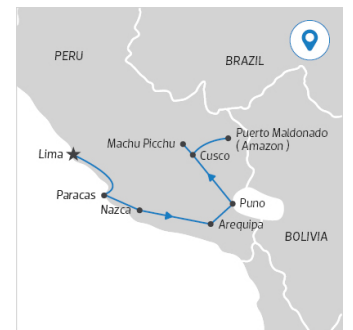 PERU
BRAZIL
Machu Picchu
Puerto Maldonado
( Amazon )
Lima
Cusco
Paracas
Nazca
Puno
Arequipa
BOLIVIA